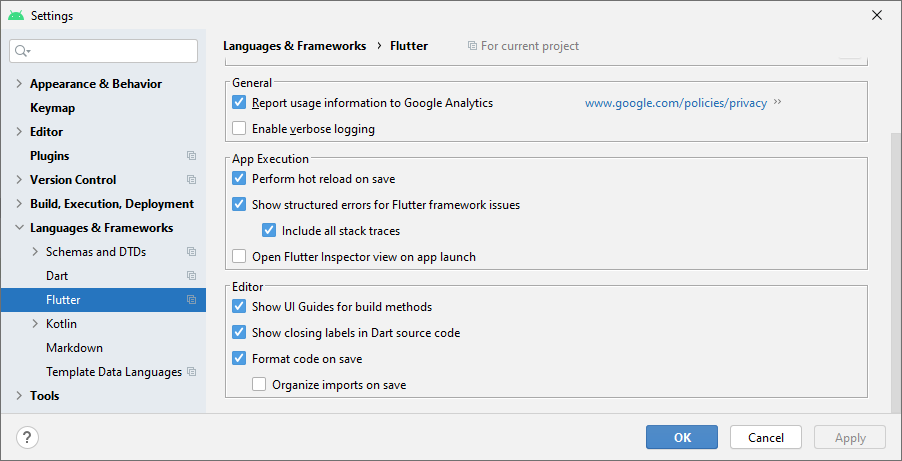 Settings
Languages & Frameworks › Flutter For current project
Appearance & Behavior
Keymap
Editor
Plugins
Version Control
Build, Execution, Deployment
Languages & Frameworks
Schemas and DTDs
Dart
Flutter
Kotlin
Markdown
Template Data Languages
Tools
General
Report usage information to Google Analytics www.google.com/policies/privacy
Enable verbose logging
App Execution
Perform hot reload on save
Show structured errors for Flutter framework issues
Include all stack traces
Open Flutter Inspector view on app launch
Editor
Show UI Guides for build methods
Show closing labels in Dart source code
Format code on save
Organize imports on save
?
OK Cancel Apply